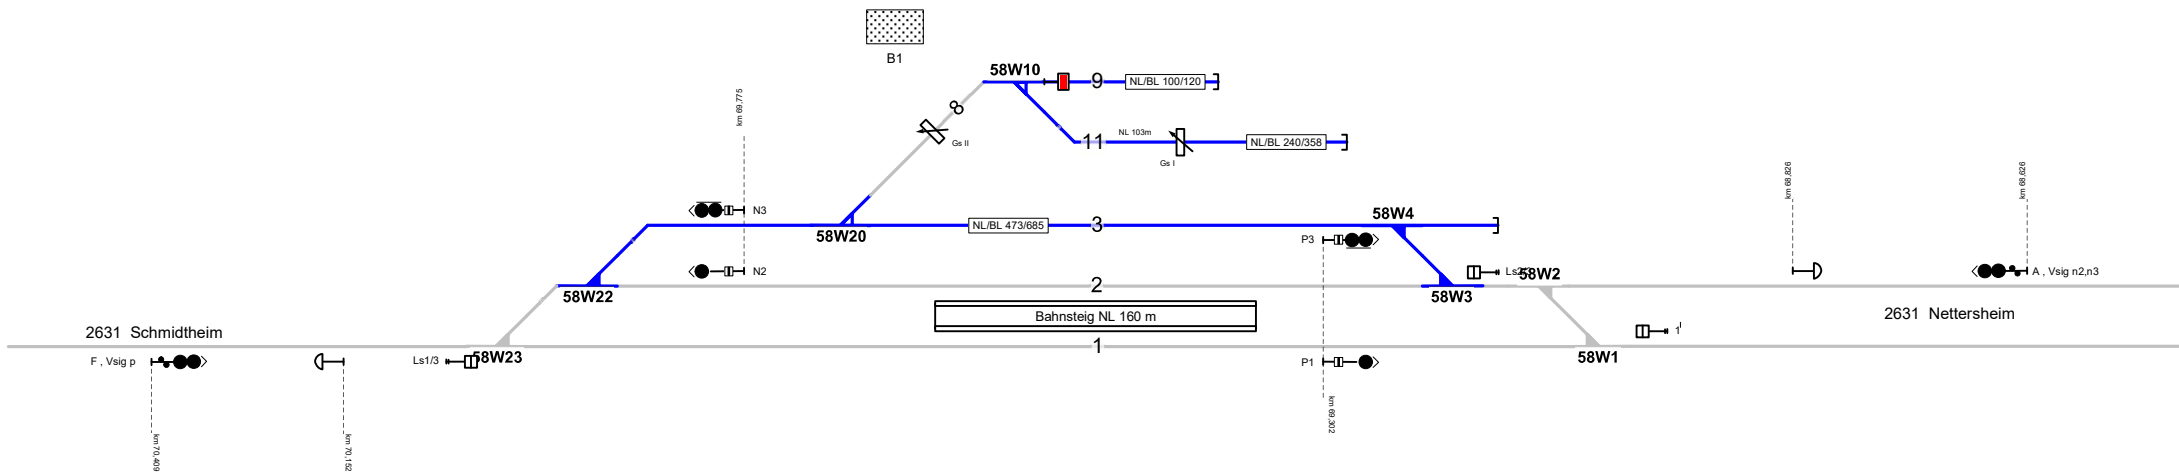 B1
58W10
9
NL/BL 100/120
km 69,775
8
Gs II
11
NL 103m
Gs I
NL/BL 240/358
km 68,826
km 68,626
N3
58W20
NL/BL 473/685
3
58W4
P3
N2
58W22
2
58W3
58W2
A , Vsig n2,n3
Bahnsteig NL 160 m
2631 Nettersheim
2631 Schmidtheim
1
1
F , Vsig p
Ls1/3
58W23
P1
58W1
km 69,302
km 70,409
km 70,152